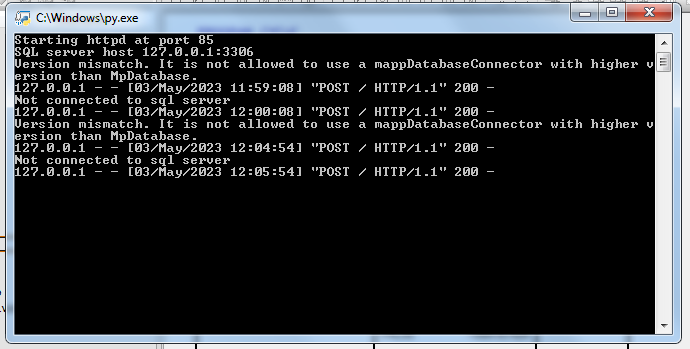 C:\Windows\py.exe
Starting httpd at port 85
SQL server host 127.0.0.1:3306
Version mismatch. It is not allowed to use a mappDatabaseConnector with higher v
ersion than MpDatabase.
127.0.0.1 - - [03/May/2023 11:59:08] "POST / HTTP/1.1" 200 -
Not connected to sql server
127.0.0.1 - - [03/May/2023 12:00:08] "POST / HTTP/1.1" 200 -
Version mismatch. It is not allowed to use a mappDatabaseConnector with higher v
ersion than MpDatabase.
127.0.0.1 - - [03/May/2023 12:04:54] "POST / HTTP/1.1" 200 -
Not connected to sql server
127.0.0.1 - - [03/May/2023 12:05:54] "POST / HTTP/1.1" 200 -